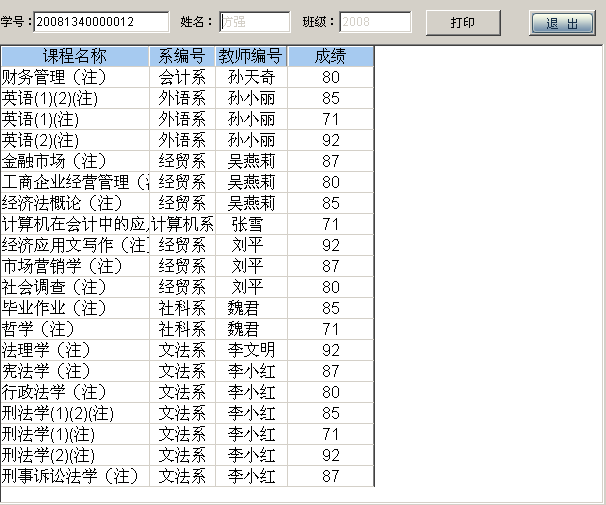 学号： 20081340000012 姓名： 方强 班级： 2008 打印 退 出
课程名称 系编号 教师编号 成绩
财务管理（注） 会计系 孙天奇 80
英语(1)(2)(注) 外语系 孙小丽 85
英语(1)(注) 外语系 孙小丽 71
英语(2)(注) 外语系 孙小丽 92
金融市场（注） 经贸系 吴燕莉 87
工商企业经营管理（ 经贸系 吴燕莉 80
经济法概论（注） 经贸系 吴燕莉 85
计算机在会计中的应 计算机系 张雪 71
经济应用文写作（注 经贸系 刘平 92
市场营销学（注） 经贸系 刘平 87
社会调查（注） 经贸系 刘平 80
毕业作业（注） 社科系 魏君 85
哲学（注） 社科系 魏君 71
法理学（注） 文法系 李文明 92
宪法学（注） 文法系 李小红 87
行政法学（注） 文法系 李小红 80
刑法学(1)(2)(注) 文法系 李小红 85
刑法学(1)(注) 文法系 李小红 71
刑法学(2)(注) 文法系 李小红 92
刑事诉讼法学（注） 文法系 李小红 87